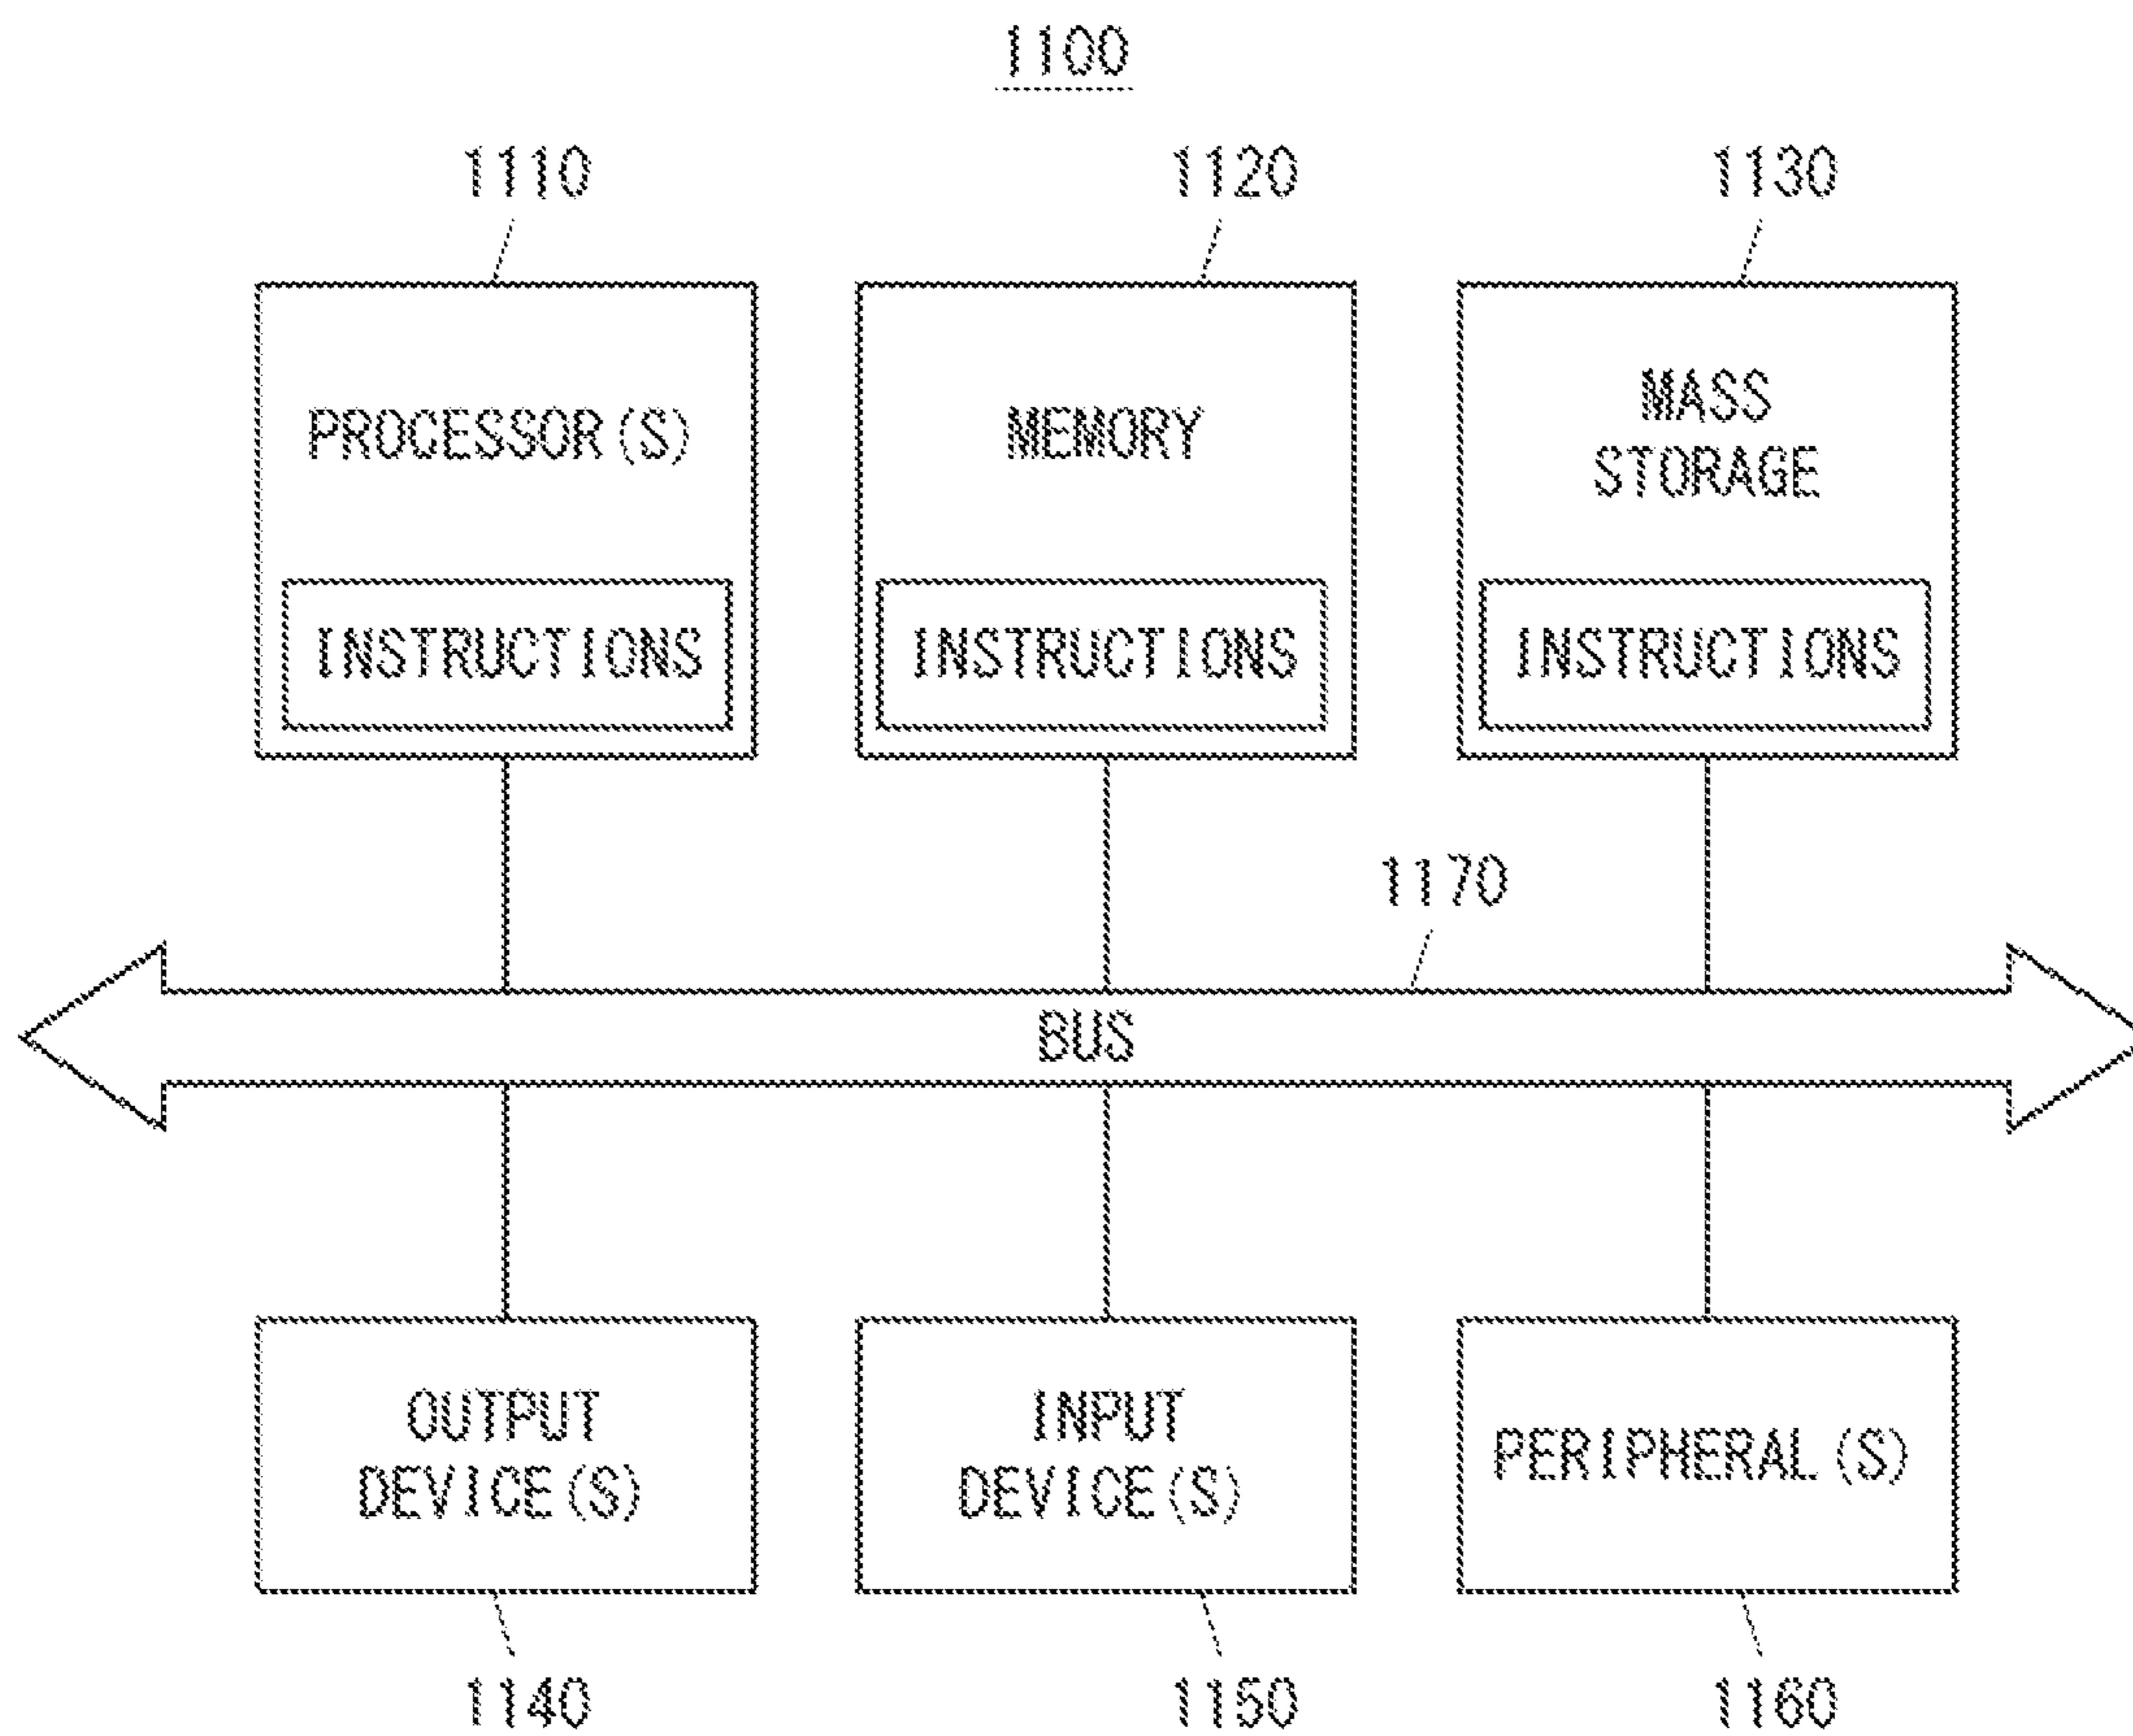 1100
1110
1120
1130
PROCESSOR(S)
MEMORY
MASS
STORAGE
INSTRUCTIONS
INSTRUCTIONS
INSTRUCTIONS
1170
BUS
OUTPUT
DEVICE(S)
INPUT
DEVICE(S)
PERIPHERAL(S)
1140
1150
1160